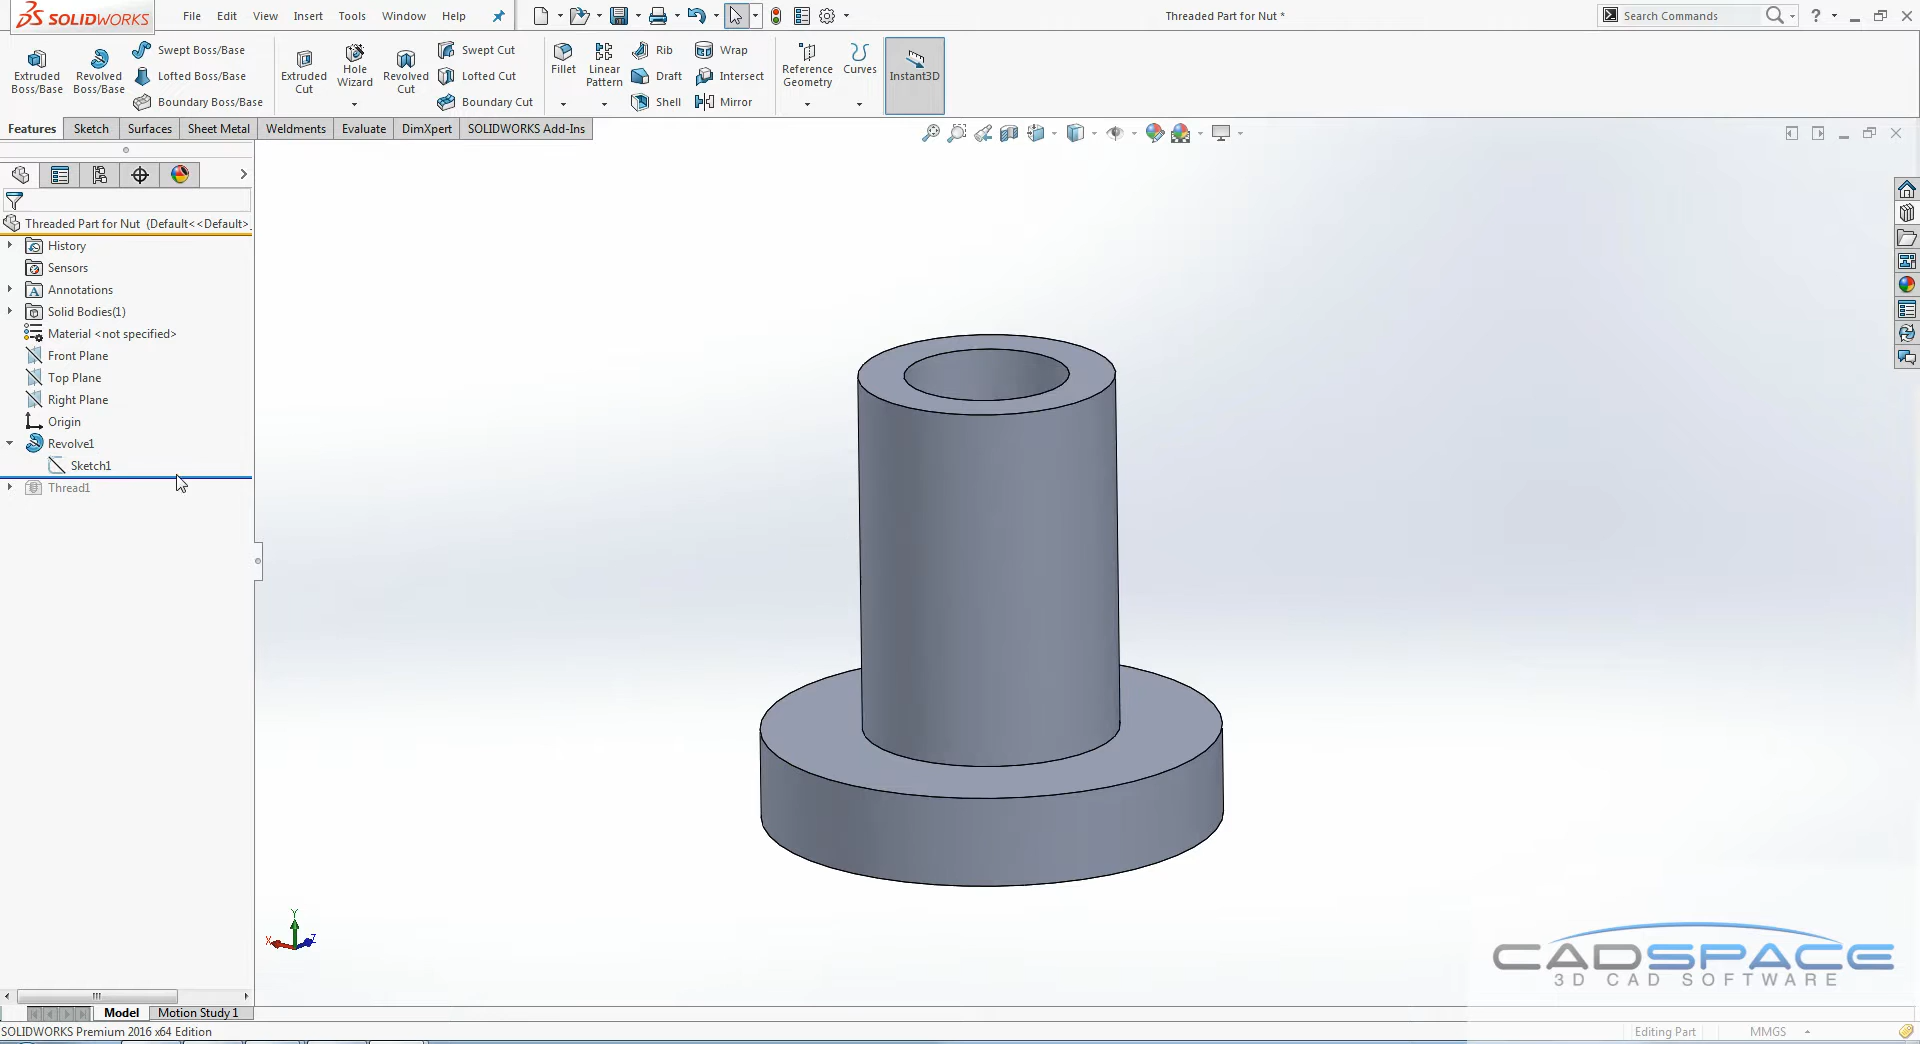 SOLIDWORKS
File Edit View Insert Tools Window Help
Threaded Part for Nut *
Search Commands
?
Extruded Boss/Base
Revolved Boss/Base
Swept Boss/Base
Lofted Boss/Base
Boundary Boss/Base
Extruded Cut
Hole Wizard
Revolved Cut
Swept Cut
Lofted Cut
Boundary Cut
Fillet
Linear Pattern
Rib
Draft
Shell
Wrap
Intersect
Mirror
Reference Geometry
Curves
Instant3D
Features Sketch Surfaces Sheet Metal Weldments Evaluate DimXpert SOLIDWORKS Add-Ins
Threaded Part for Nut (Default<<Default>
History
Sensors
Annotations
Solid Bodies(1)
Material <not specified>
Front Plane
Top Plane
Right Plane
Origin
Revolve1
Sketch1
Thread1
Y
X
Z
CADSPACE
3D CAD SOFTWARE
Model Motion Study 1
SOLIDWORKS Premium 2016 x64 Edition
Editing Part
MMGS